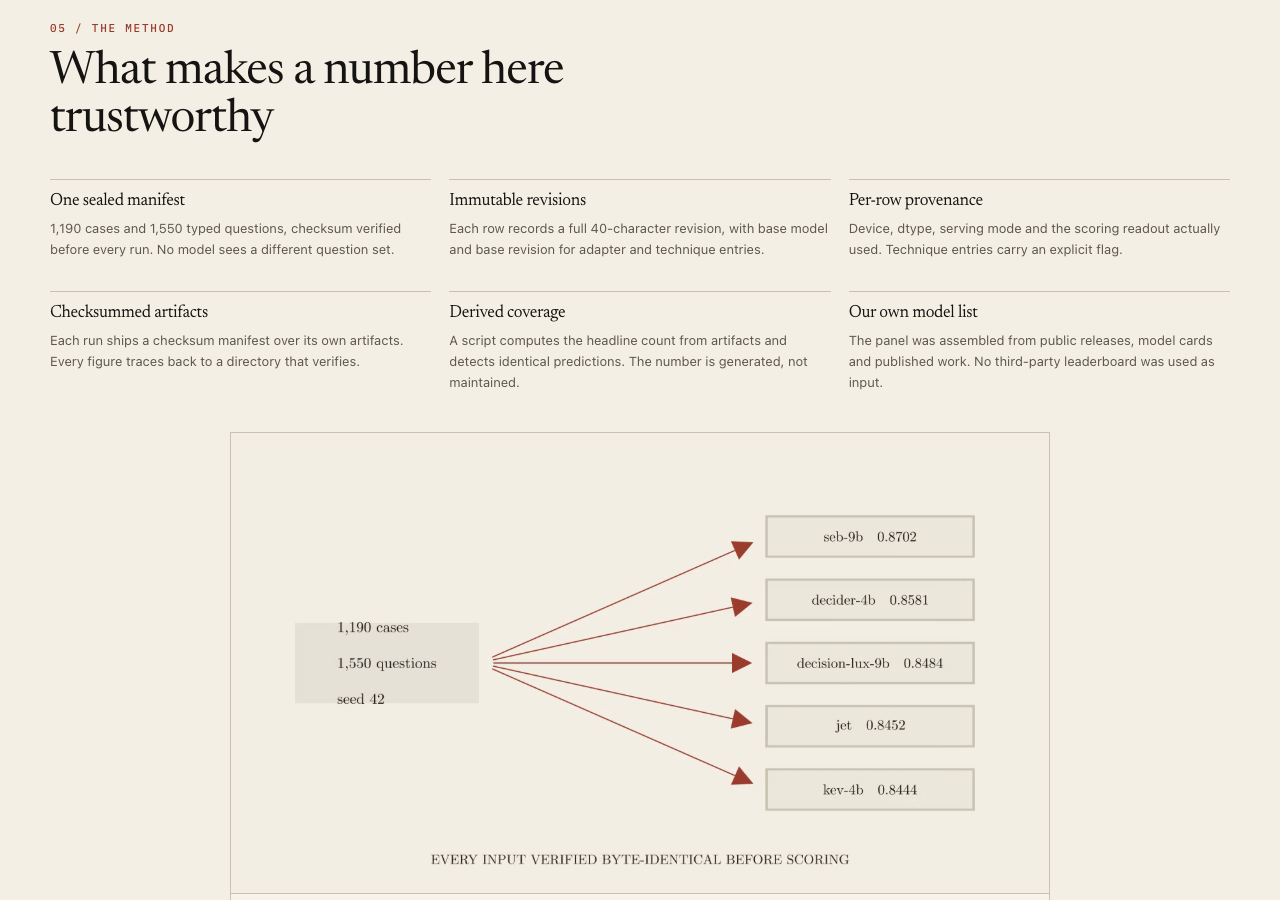 05 / THE METHOD
What makes a number here
trustworthy
One sealed manifest
1,190 cases and 1,550 typed questions, checksum verified
before every run. No model sees a different question set.
Immutable revisions
Each row records a full 40-character revision, with base model
and base revision for adapter and technique entries.
Per-row provenance
Device, dtype, serving mode and the scoring readout actually
used. Technique entries carry an explicit flag.
Checksummed artifacts
Each run ships a checksum manifest over its own artifacts.
Every figure traces back to a directory that verifies.
Derived coverage
A script computes the headline count from artifacts and
detects identical predictions. The number is generated, not
maintained.
Our own model list
The panel was assembled from public releases, model cards
and published work. No third-party leaderboard was used as
input.
1,190 cases
1,550 questions
seed 42
seb-9b 0.8702
decider-4b 0.8581
decision-lux-9b 0.8484
jet 0.8452
kev-4b 0.8444
EVERY INPUT VERIFIED BYTE-IDENTICAL BEFORE SCORING